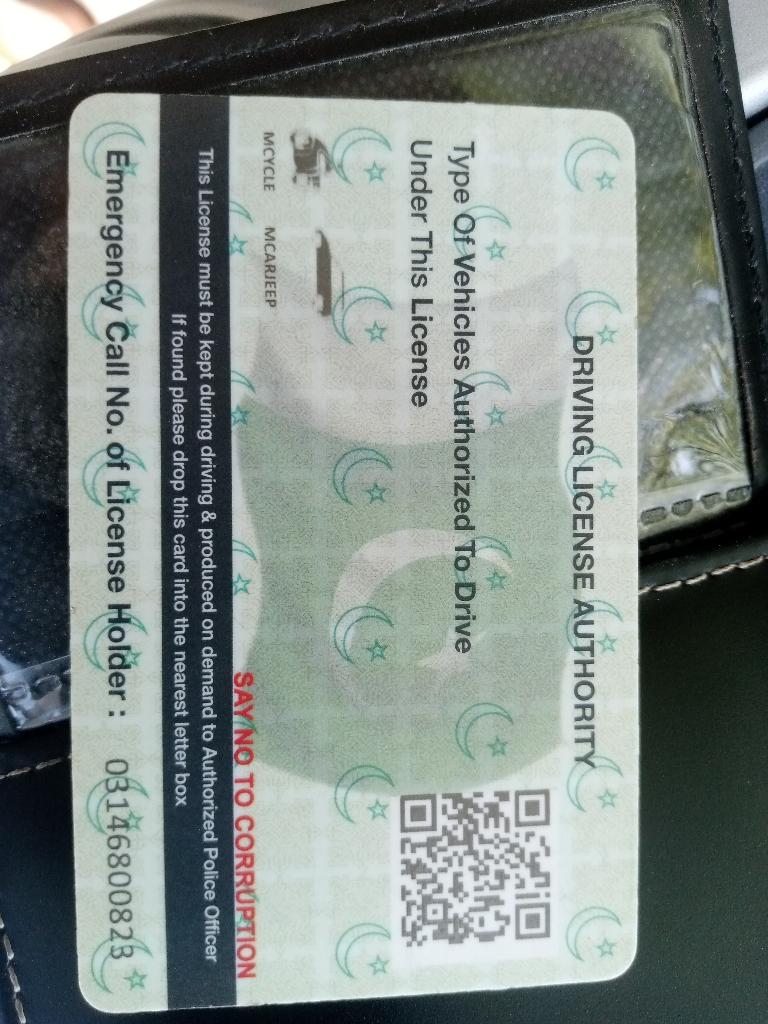 DRIVING LICENSE AUTHORITY
Type Of Vehicles Authorized To Drive
Under This License
MCYCLE MCARJEEP
SAY NO TO CORRUPTION
This License must be kept during driving & produced on demand to Authorized Police Officer
If found please drop this card into the nearest letter box
Emergency Call No. of License Holder : 03146800823